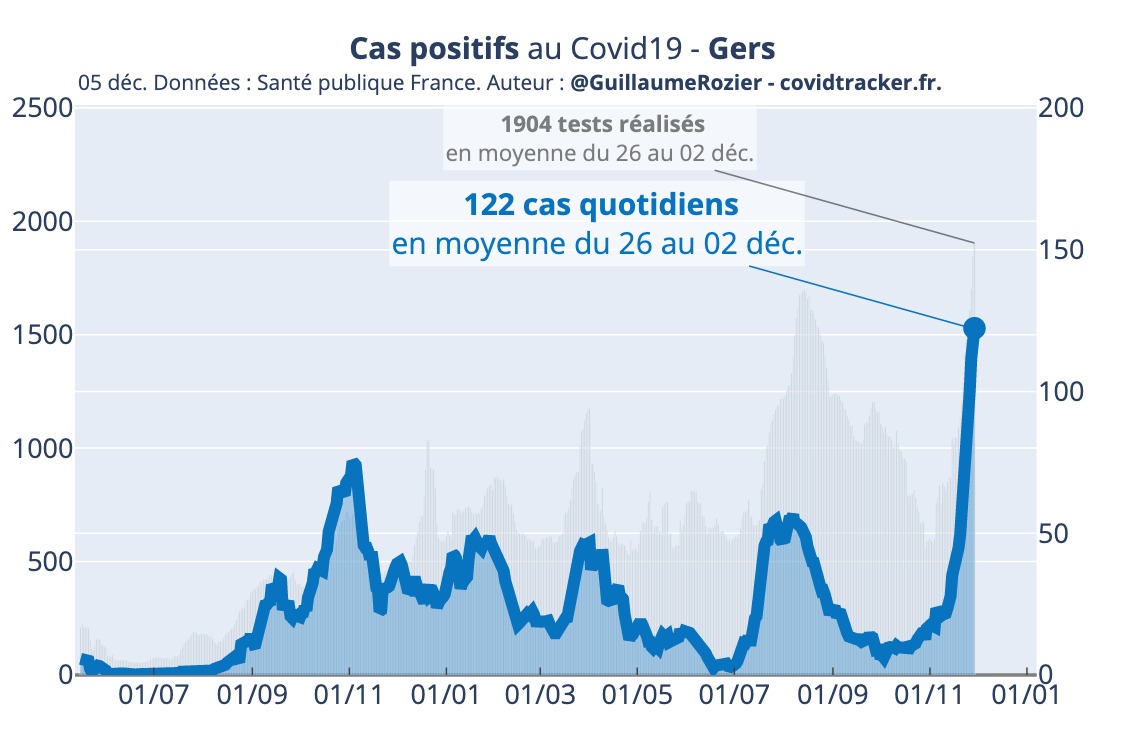 Cas positifs au Covid19 - Gers
05 déc. Données : Santé publique France. Auteur : @GuillaumeRozier - covidtracker.fr.
2500
200
1904 tests réalisés
en moyenne du 26 au 02 déc.
122 cas quotidiens
en moyenne du 26 au 02 déc.
2000
150
1500
100
1000
50
500
0
0
01/07 01/09 01/11 01/01 01/03 01/05 01/07 01/09 01/11 01/01